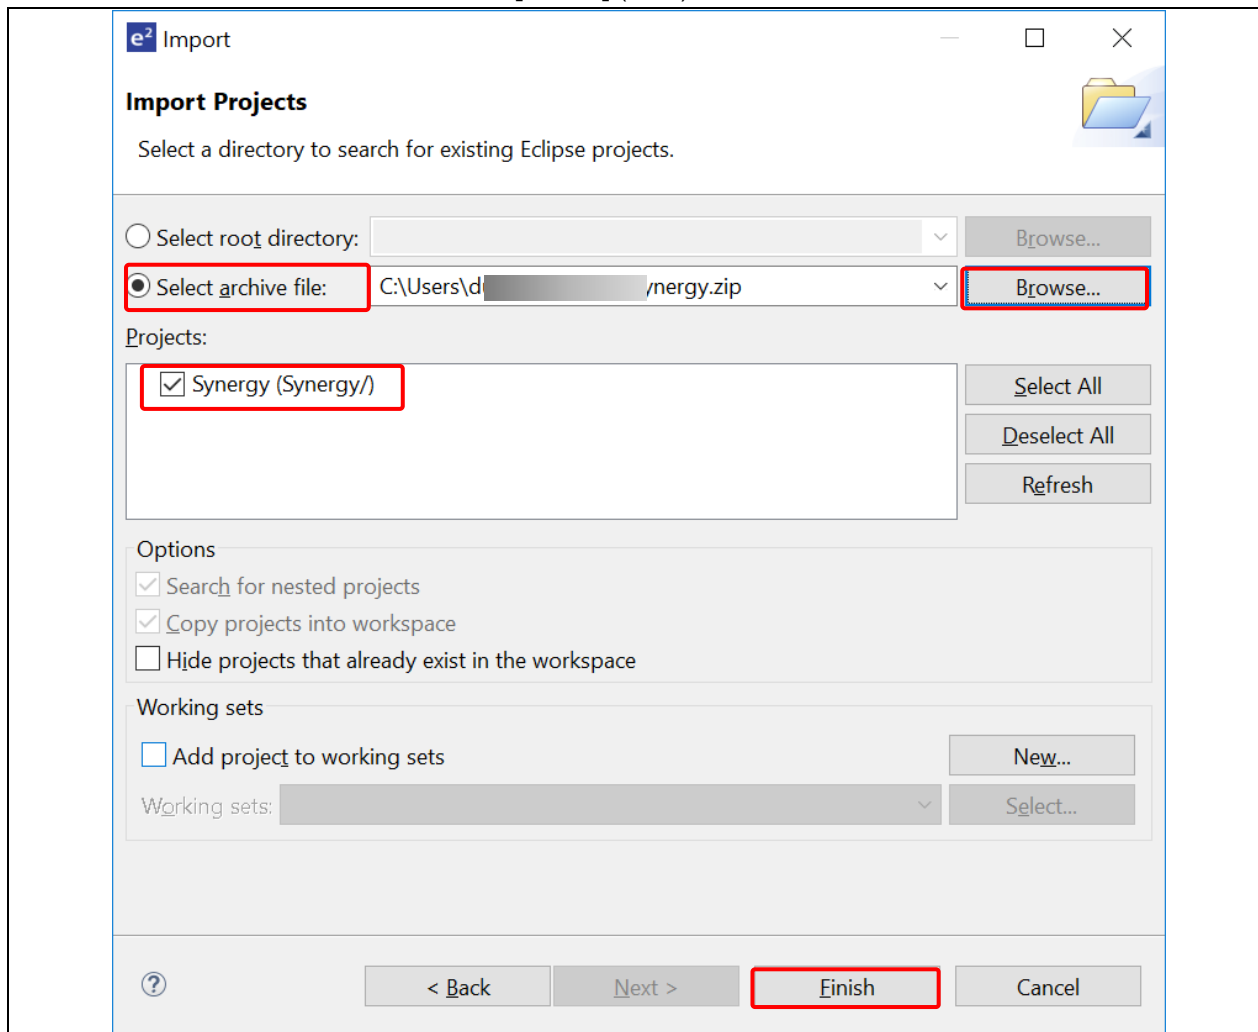 e² Import
Import Projects
Select a directory to search for existing Eclipse projects.
Select root directory: Browse...
Select archive file: C:\Users\d ynergy.zip Browse...
Projects:
Synergy (Synergy/) Select All
Deselect All
Refresh
Options
Search for nested projects
Copy projects into workspace
Hide projects that already exist in the workspace
Working sets
Add project to working sets New...
Working sets: Select...
? < Back Next > Finish Cancel